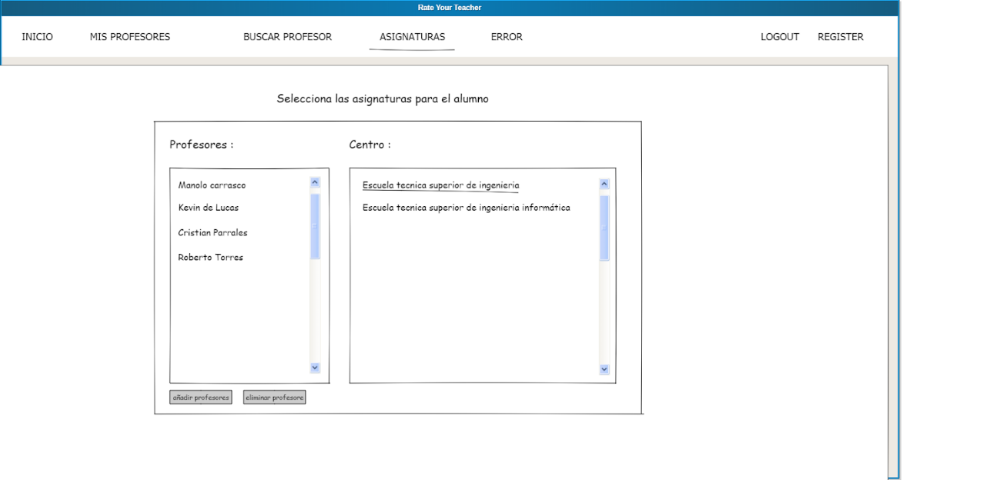 Rate Your Teacher
INICIO MIS PROFESORES BUSCAR PROFESOR ASIGNATURAS ERROR LOGOUT REGISTER
Selecciona las asignaturas para el alumno
Profesores :
Manolo carrasco
Kevin de Lucas
Cristian Parrales
Roberto Torres
añadir profesores eliminar profesore
Centro :
Escuela tecnica superior de ingenieria
Escuela tecnica superior de ingenieria informática